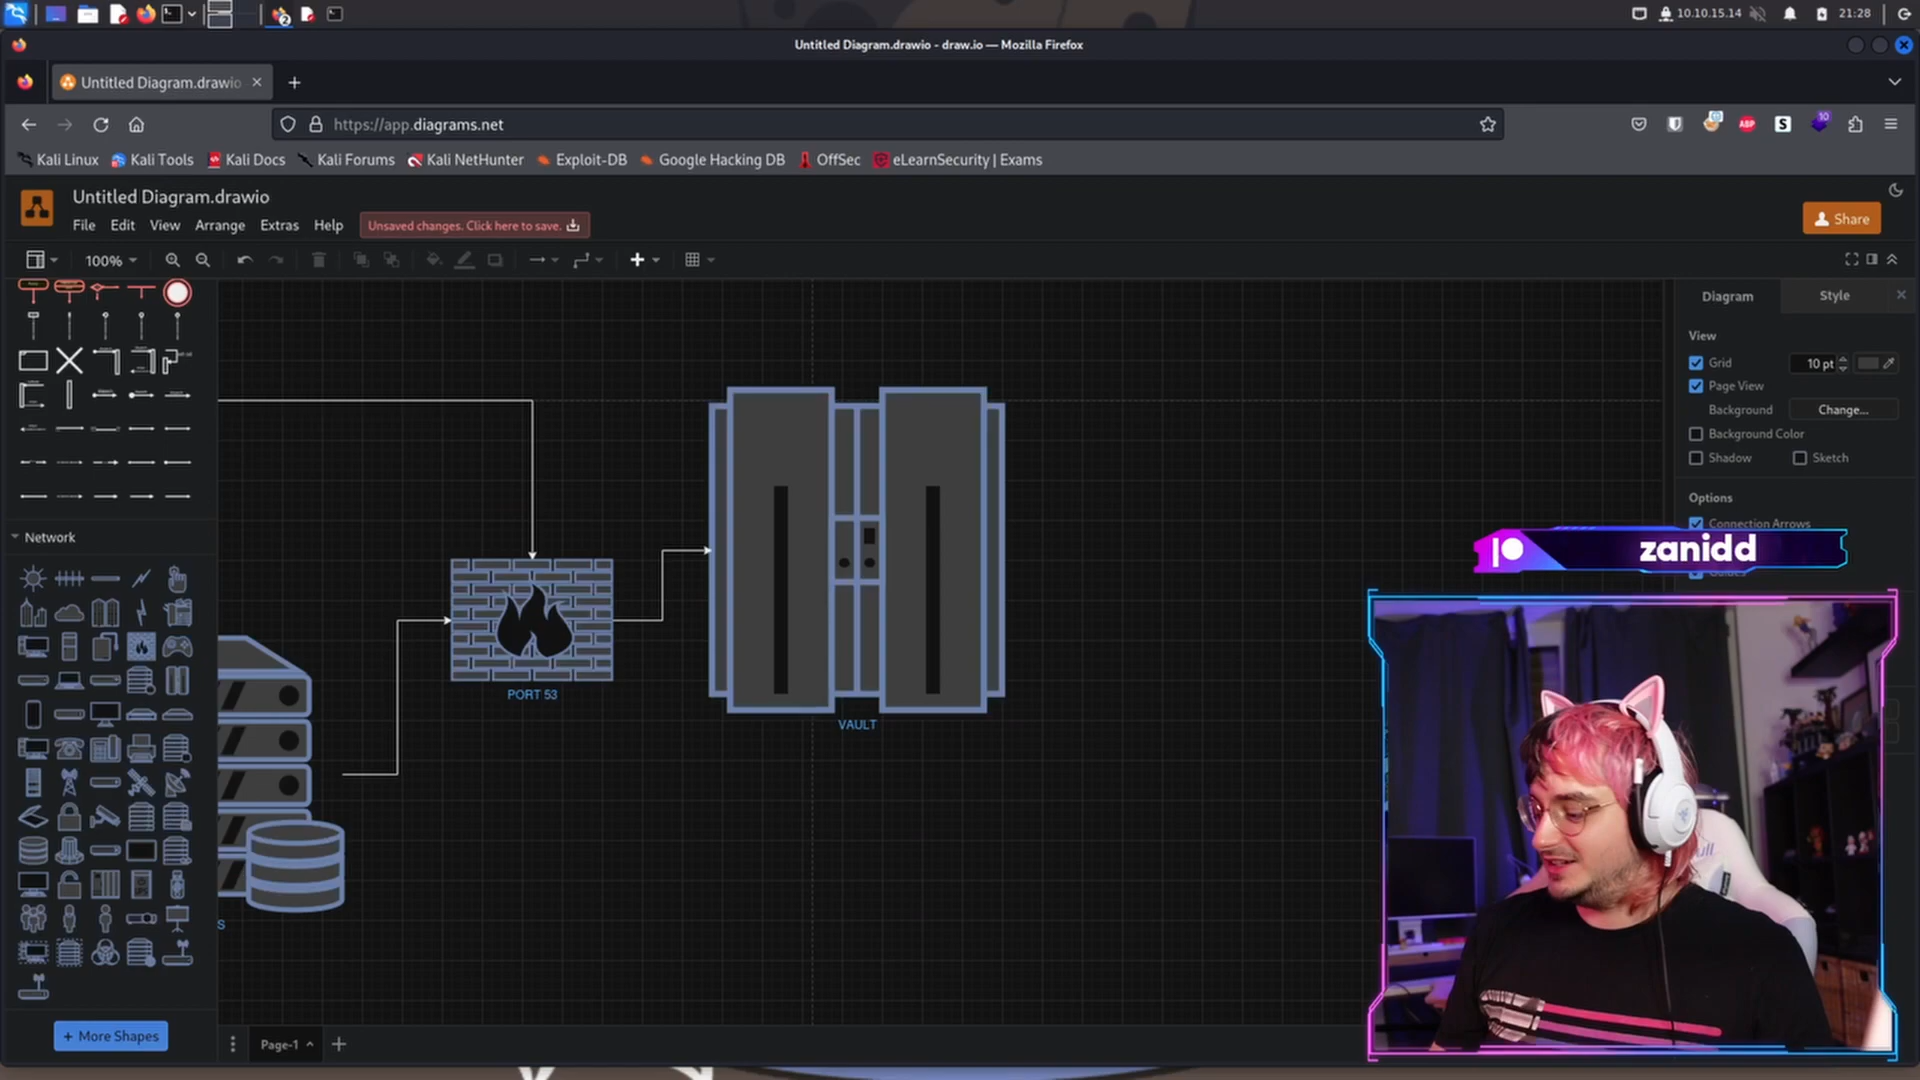 2
10.10.15.14
21:28
Untitled Diagram.drawio - draw.io — Mozilla Firefox
Untitled Diagram.drawio
https://app.diagrams.net
ABP
S
10
Kali Linux
Kali Tools
Kali Docs
Kali Forums
Kali NetHunter
Exploit-DB
Google Hacking DB
OffSec
eLearnSecurity | Exams
Untitled Diagram.drawio
File
Edit
View
Arrange
Extras
Help
Unsaved changes. Click here to save.
Share
100%
Diagram
Style
View
Grid
10 pt
Page View
Background
Change...
Background Color
Shadow
Sketch
Options
Connection Arrows
zanidd
Network
PORT 53
VAULT
S
+ More Shapes
Page-1